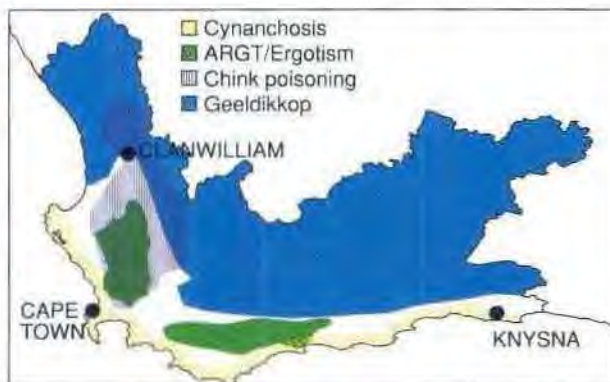 Cynanchosis
ARGT/Ergotism
Chink poisoning
Geeldikkop
CLANWILLIAM
CAPE
TOWN
KNYSNA